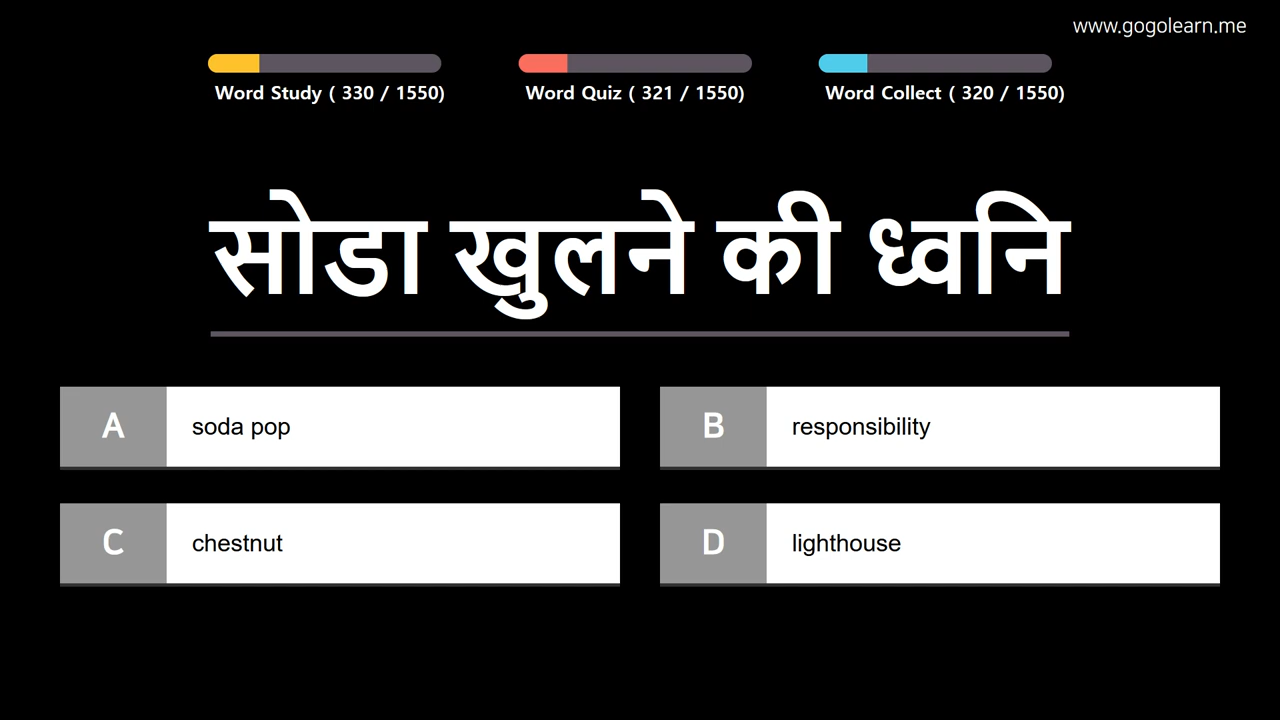 www.gogolearn.me
Word Study ( 330 / 1550)
Word Quiz ( 321 / 1550)
Word Collect ( 320 / 1550)
सोडा खुलने की ध्वनि
A soda pop
B responsibility
C chestnut
D lighthouse